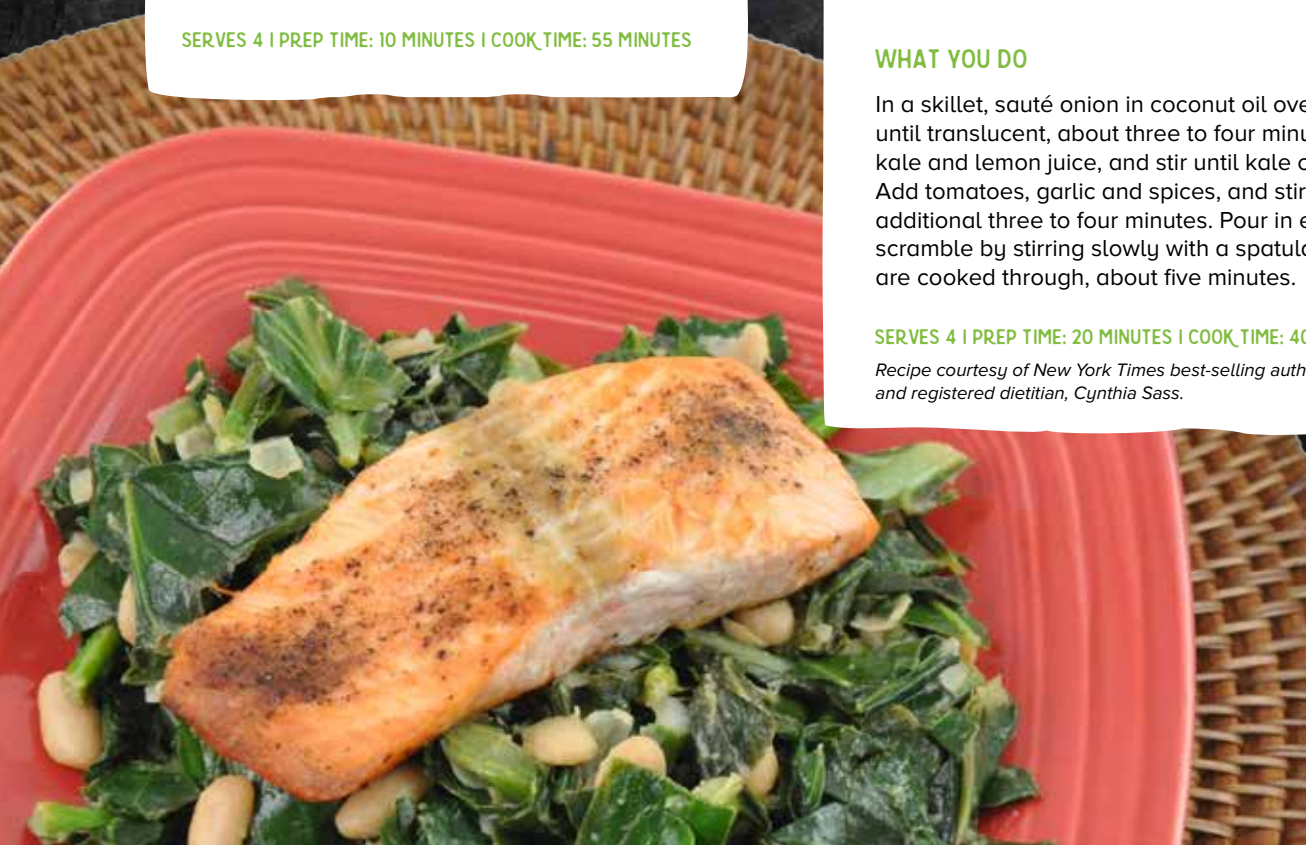 SERVES 4 | PREP TIME: 10 MINUTES | COOK TIME: 55 MINUTES
WHAT YOU DO
In a skillet, sauté onion in coconut oil
until translucent, about three to four
kale and lemon juice, and stir until kale
Add tomatoes, garlic and spices, and stir
additional three to four minutes. Pour in
scramble by stirring slowly with a spatula
are cooked through, about five minutes.
SERVES 4 | PREP TIME: 20 MINUTES | COOK TIME:
Recipe courtesy of New York Times best-selling
and registered dietitian, Cynthia Sass.